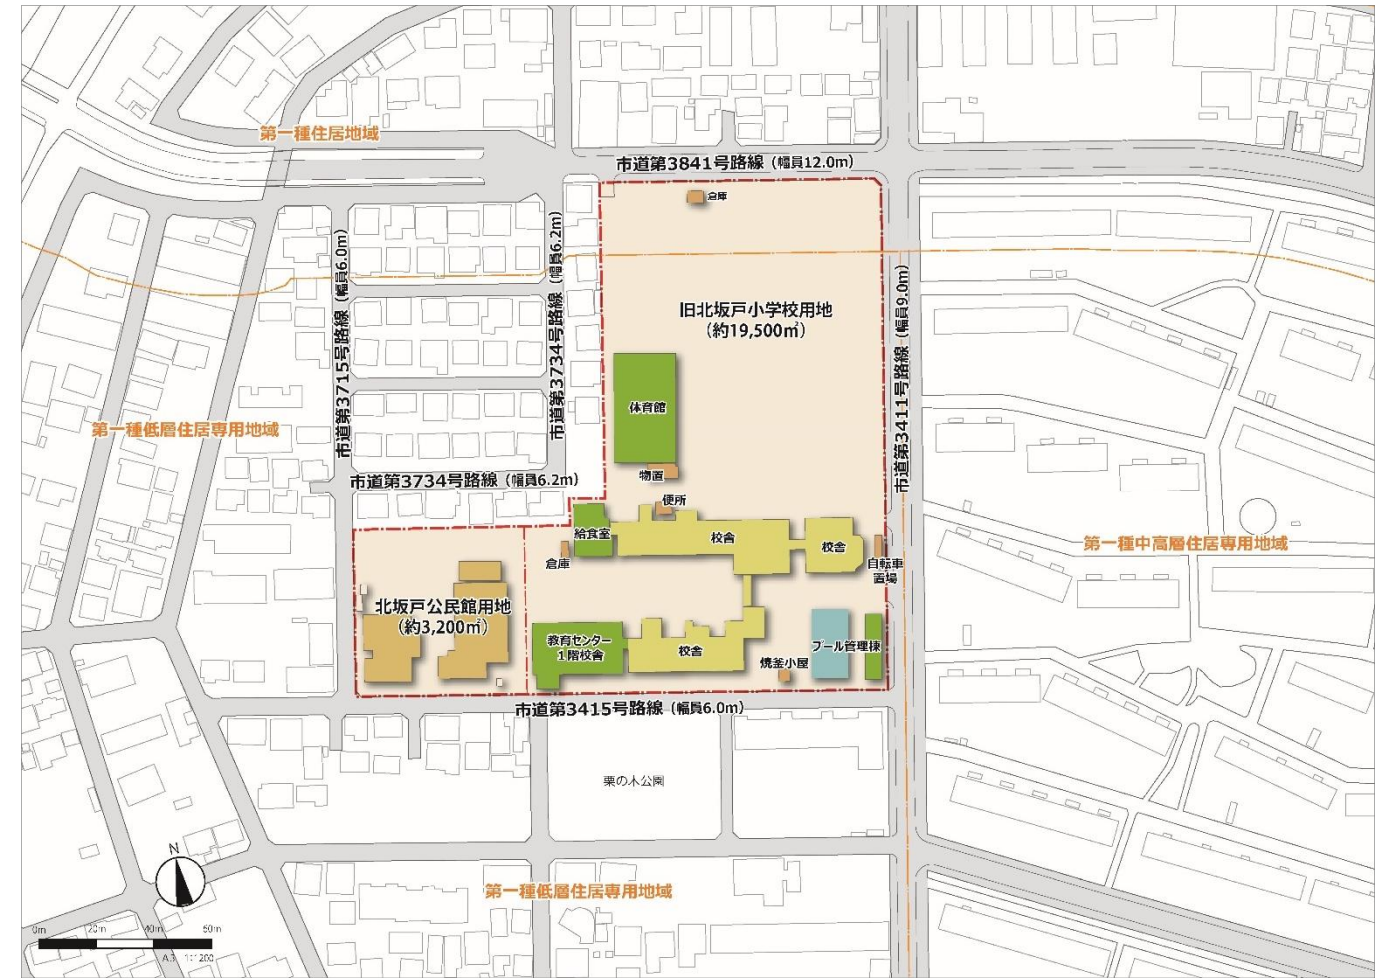 第一種住居地域
市道第3841号路線（幅員12.0m）
倉庫
市道第3715号路線（幅員6.0m）
市道第3734号路線（幅員6.2m）
市道第3411号路線（幅員9.0m）
旧北坂戸小学校用地
（約19,500㎡）
体育館
第一種低層住居専用地域
物置
市道第3734号路線（幅員6.2m）
便所
給食室
校舎
校舎
第一種中高層住居専用地域
倉庫
自転車
置場
北坂戸公民館用地
（約3,200㎡）
教育センター
１階校舎
校舎
プール管理棟
焼釜小屋
市道第3415号路線（幅員6.0m）
栗の木公園
N
第一種低層住居専用地域
0m 20m 40m 60m
A3 1:1200